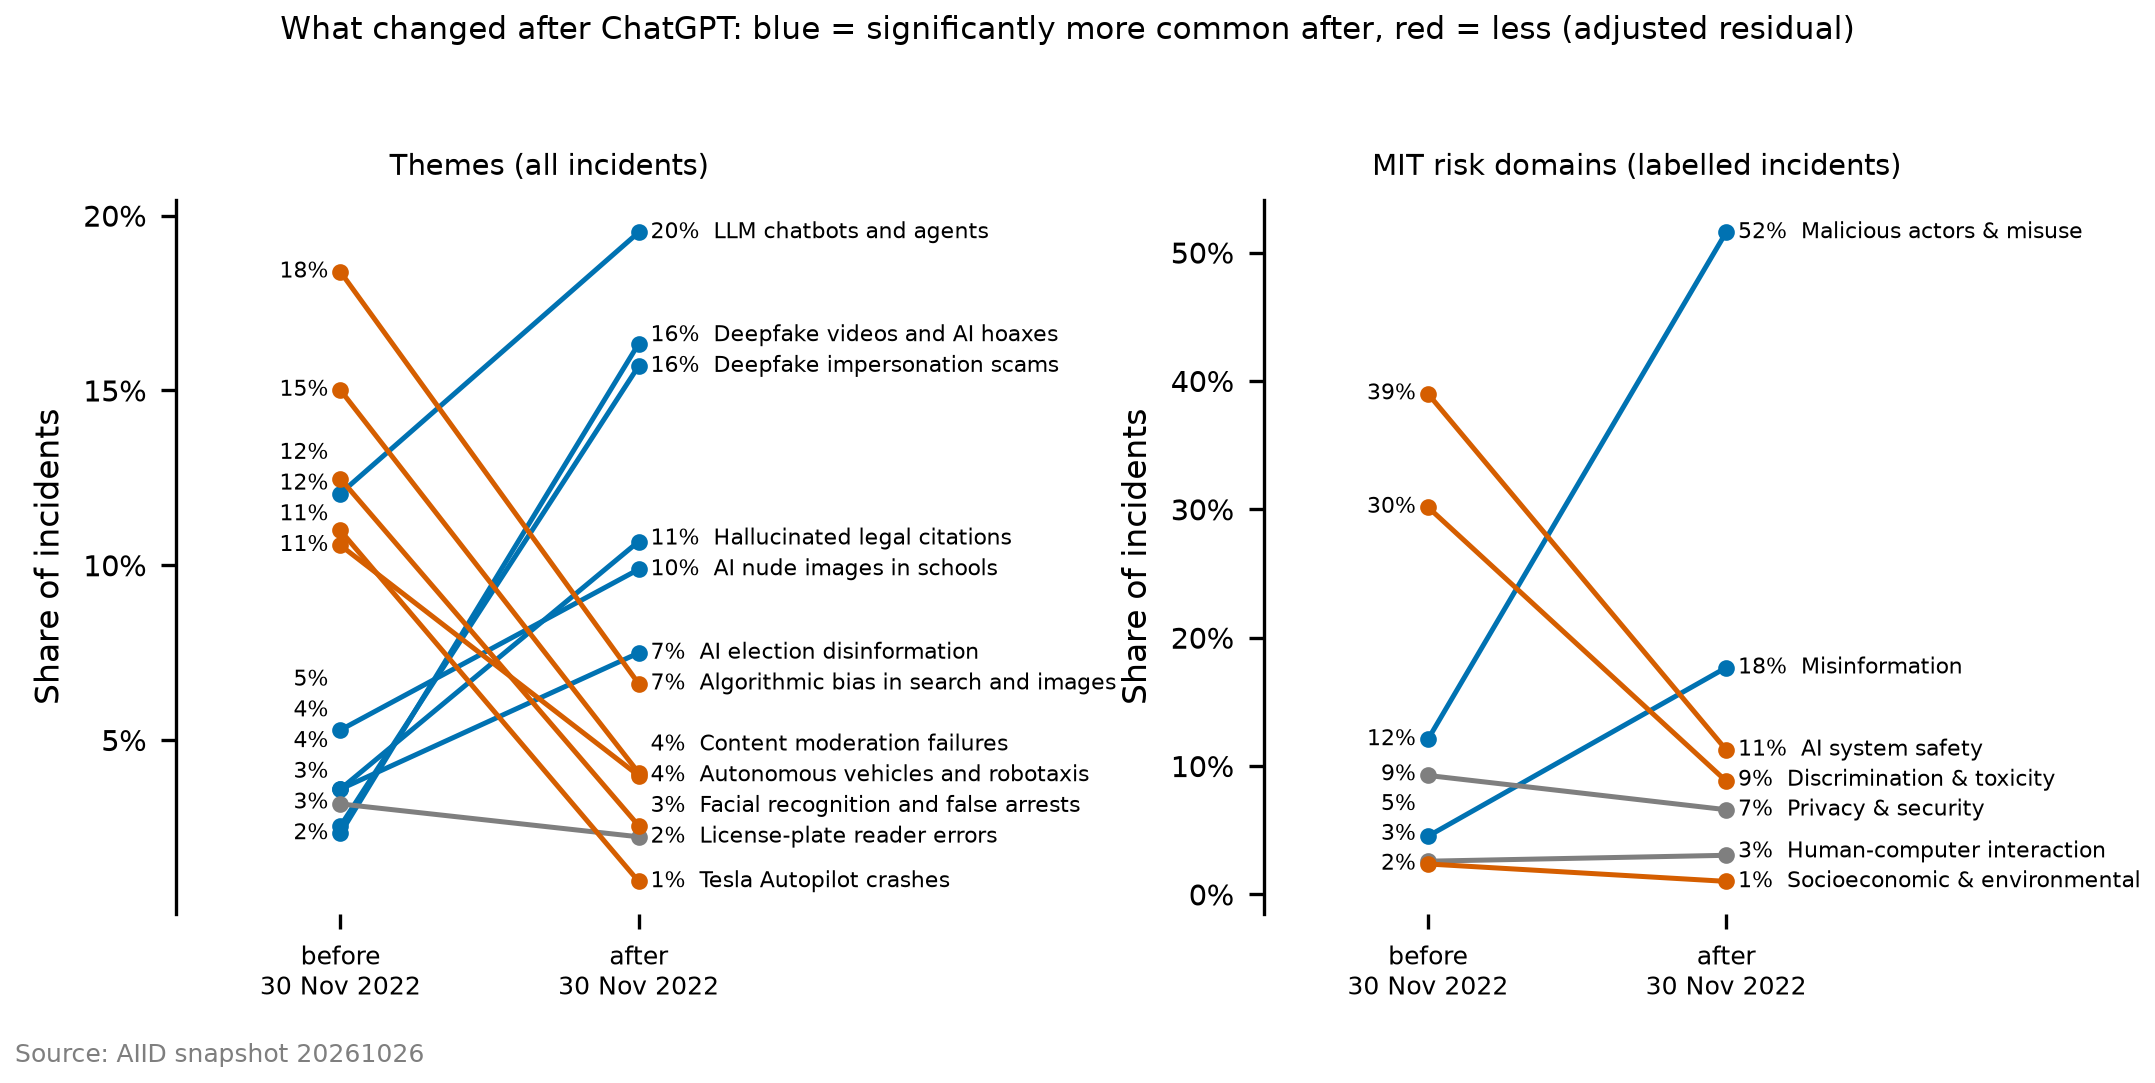 What changed after ChatGPT: blue = significantly more common after, red = less (adjusted residual)
Themes (all incidents)
Share of incidents
20%
15%
10%
5%
18%
15%
12%
12%
11%
11%
5%
4%
4%
3%
3%
2%
20% LLM chatbots and agents
16% Deepfake videos and AI hoaxes
16% Deepfake impersonation scams
11% Hallucinated legal citations
10% AI nude images in schools
7% AI election disinformation
7% Algorithmic bias in search and images
4% Content moderation failures
4% Autonomous vehicles and robotaxis
3% Facial recognition and false arrests
2% License-plate reader errors
1% Tesla Autopilot crashes
before
30 Nov 2022
after
30 Nov 2022
MIT risk domains (labelled incidents)
Share of incidents
50%
40%
30%
20%
10%
0%
39%
30%
12%
9%
5%
3%
2%
52% Malicious actors & misuse
18% Misinformation
11% AI system safety
9% Discrimination & toxicity
7% Privacy & security
3% Human-computer interaction
1% Socioeconomic & environmental
before
30 Nov 2022
after
30 Nov 2022
Source: AIID snapshot 20261026